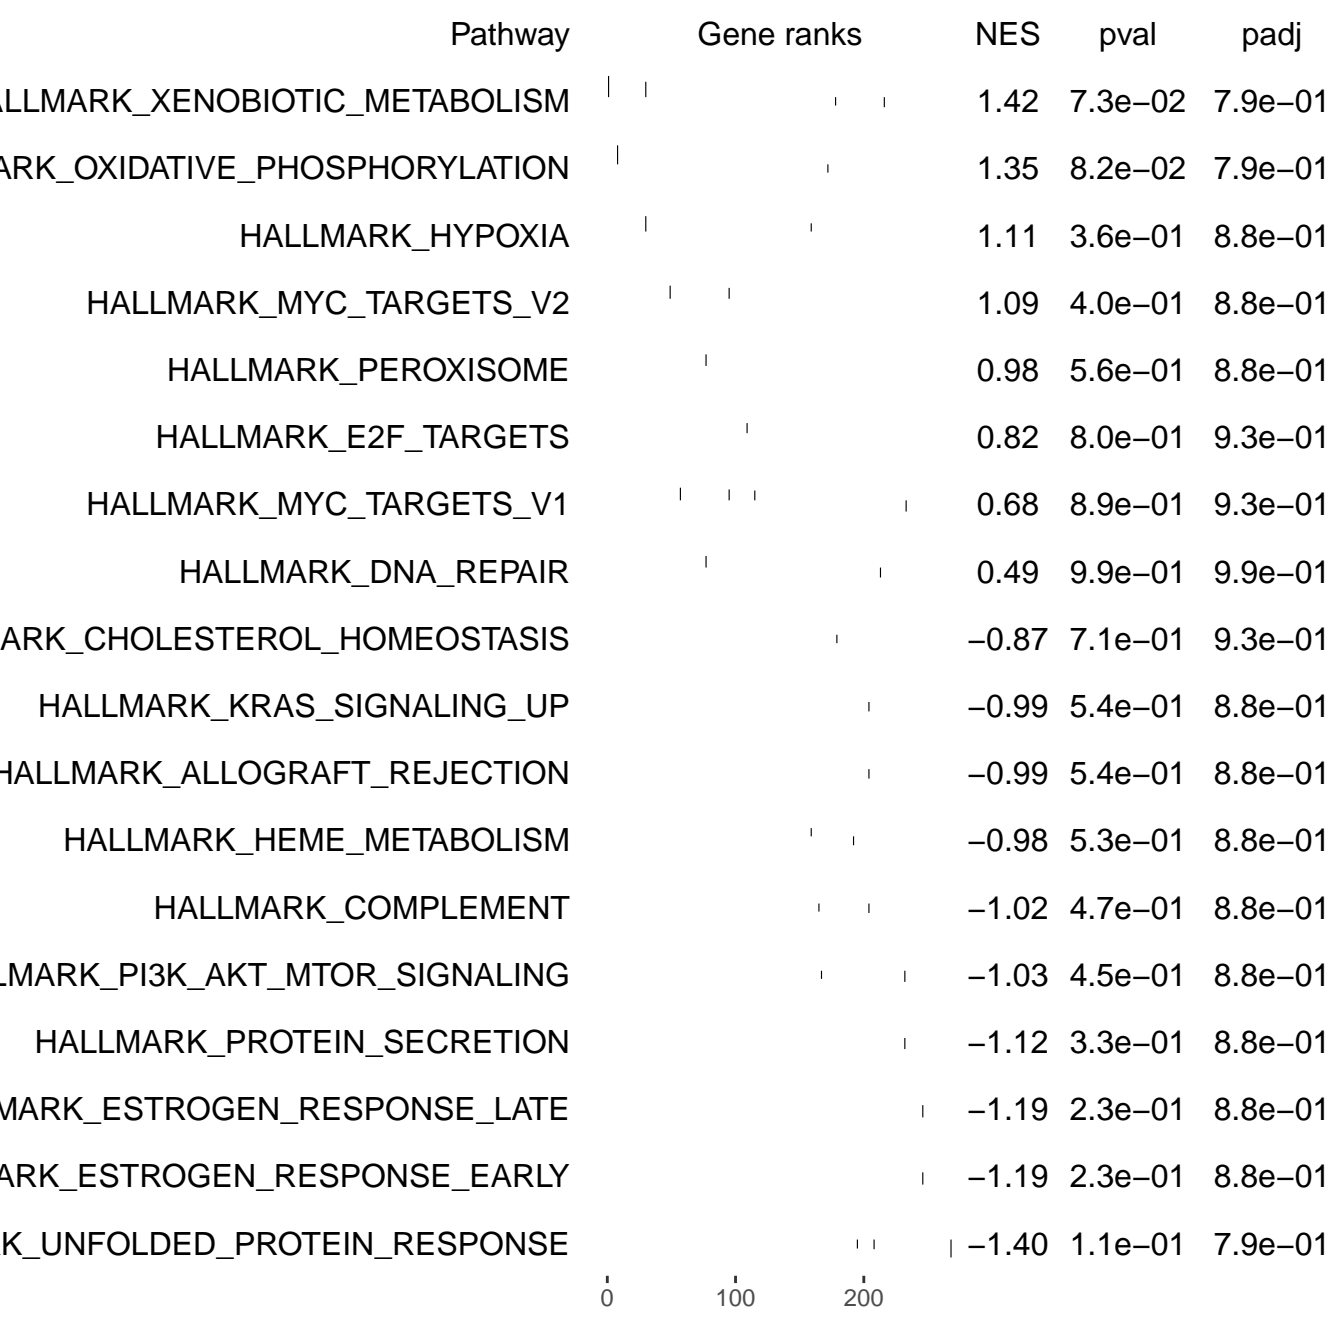 Pathway Gene ranks NES pval padj
ALLMARK_XENOBIOTIC_METABOLISM 1.42 7.3e−02 7.9e−01
ARK_OXIDATIVE_PHOSPHORYLATION 1.35 8.2e−02 7.9e−01
HALLMARK_HYPOXIA 1.11 3.6e−01 8.8e−01
HALLMARK_MYC_TARGETS_V2 1.09 4.0e−01 8.8e−01
HALLMARK_PEROXISOME 0.98 5.6e−01 8.8e−01
HALLMARK_E2F_TARGETS 0.82 8.0e−01 9.3e−01
HALLMARK_MYC_TARGETS_V1 0.68 8.9e−01 9.3e−01
HALLMARK_DNA_REPAIR 0.49 9.9e−01 9.9e−01
ARK_CHOLESTEROL_HOMEOSTASIS −0.87 7.1e−01 9.3e−01
HALLMARK_KRAS_SIGNALING_UP −0.99 5.4e−01 8.8e−01
HALLMARK_ALLOGRAFT_REJECTION −0.99 5.4e−01 8.8e−01
HALLMARK_HEME_METABOLISM −0.98 5.3e−01 8.8e−01
HALLMARK_COMPLEMENT −1.02 4.7e−01 8.8e−01
LMARK_PI3K_AKT_MTOR_SIGNALING −1.03 4.5e−01 8.8e−01
HALLMARK_PROTEIN_SECRETION −1.12 3.3e−01 8.8e−01
MARK_ESTROGEN_RESPONSE_LATE −1.19 2.3e−01 8.8e−01
ARK_ESTROGEN_RESPONSE_EARLY −1.19 2.3e−01 8.8e−01
K_UNFOLDED_PROTEIN_RESPONSE −1.40 1.1e−01 7.9e−01
0 100 200